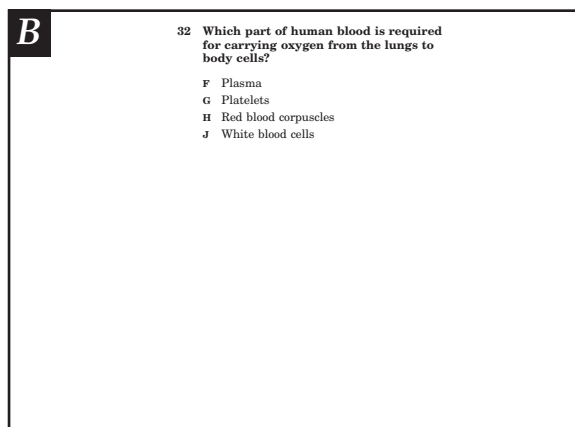 B
32 Which part of human blood is required
for carrying oxygen from the lungs to
body cells?
F Plasma
G Platelets
H Red blood corpuscles
J White blood cells